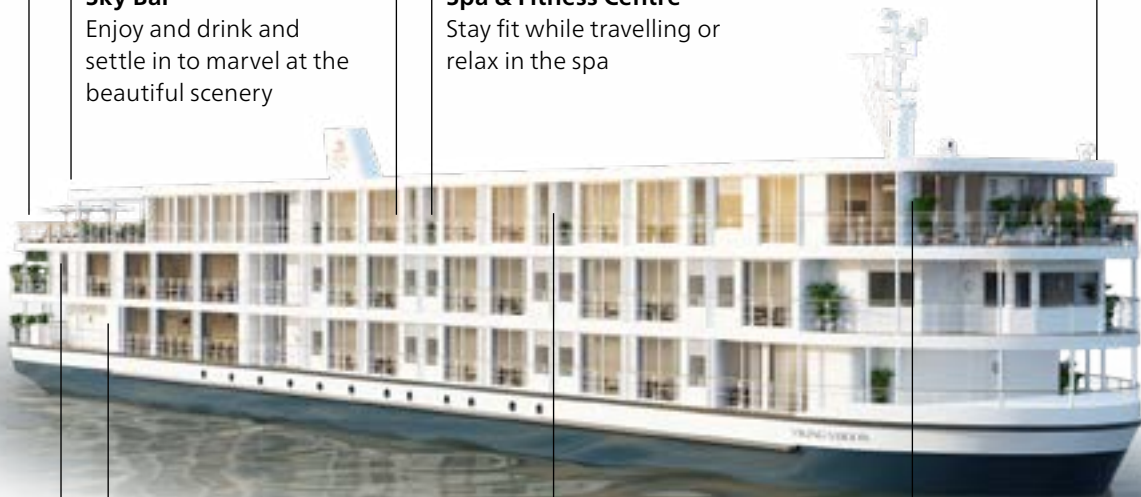 Sky Bar
Enjoy and drink and
settle in to marvel at the
beautiful scenery
Spa & Fitness Centre
Stay fit while travelling or
relax in the spa